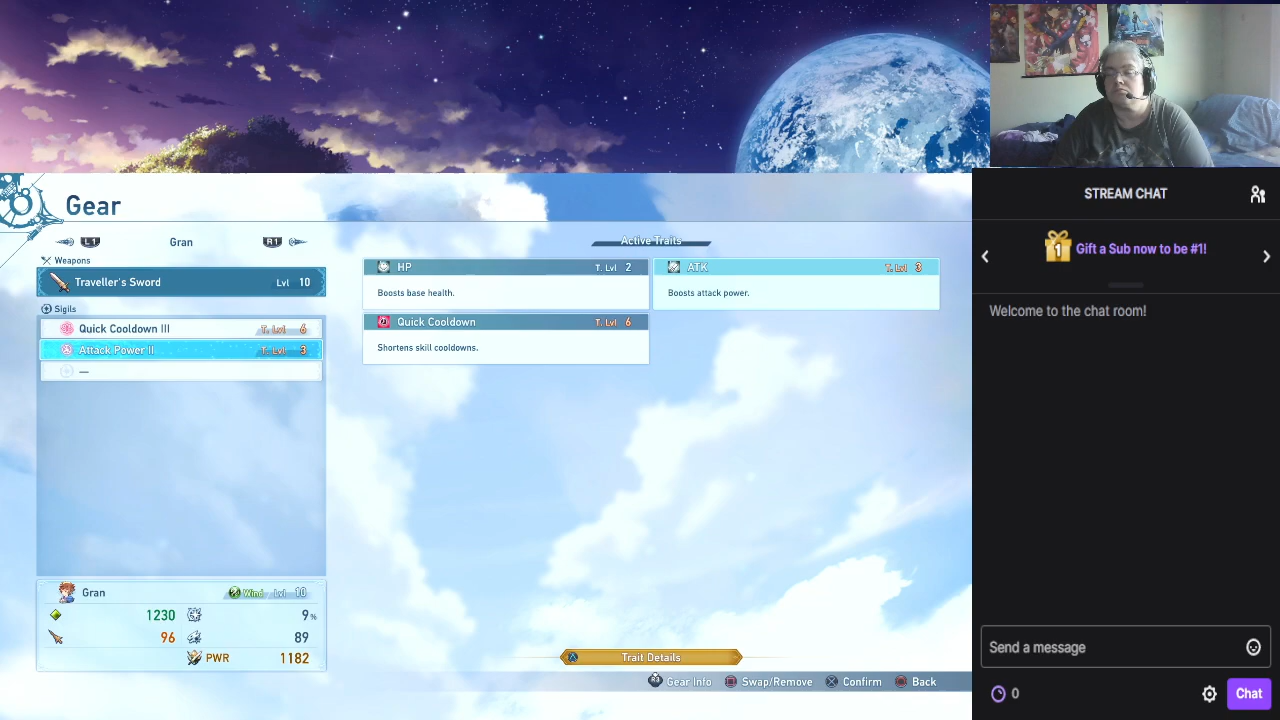 Gear
L1
Gran
R1
Weapons
Traveller's Sword Lvl 10
Sigils
Quick Cooldown III T. Lvl 6
Attack Power II T. Lvl 3
—
Active Traits
HP T. Lvl 2
Boosts base health.
ATK T. Lvl 3
Boosts attack power.
Quick Cooldown T. Lvl 6
Shortens skill cooldowns.
Gran Wind Lvl 10
1230 9%
96 89
PWR 1182
Trait Details
R3 Gear Info Swap/Remove Confirm Back
STREAM CHAT
1 Gift a Sub now to be #1!
Welcome to the chat room!
Send a message
0 Chat